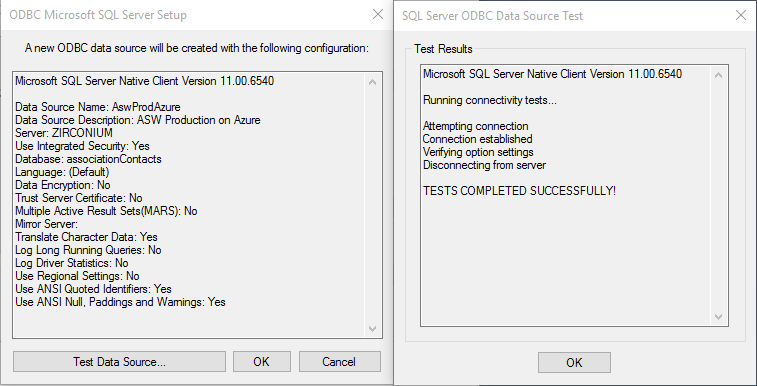 ODBC Microsoft SQL Server Setup
A new ODBC data source will be created with the following configuration:
Microsoft SQL Server Native Client Version 11.00.6540
Data Source Name: AswProdAzure
Data Source Description: ASW Production on Azure
Server: ZIRCONIUM
Use Integrated Security: Yes
Database: associationContacts
Language: (Default)
Data Encryption: No
Trust Server Certificate: No
Multiple Active Result Sets(MARS): No
Mirror Server:
Translate Character Data: Yes
Log Long Running Queries: No
Log Driver Statistics: No
Use Regional Settings: No
Use ANSI Quoted Identifiers: Yes
Use ANSI Null, Paddings and Warnings: Yes
Test Data Source...
OK
Cancel
SQL Server ODBC Data Source Test
Test Results
Microsoft SQL Server Native Client Version 11.00.6540
Running connectivity tests...
Attempting connection
Connection established
Verifying option settings
Disconnecting from server
TESTS COMPLETED SUCCESSFULLY!
OK